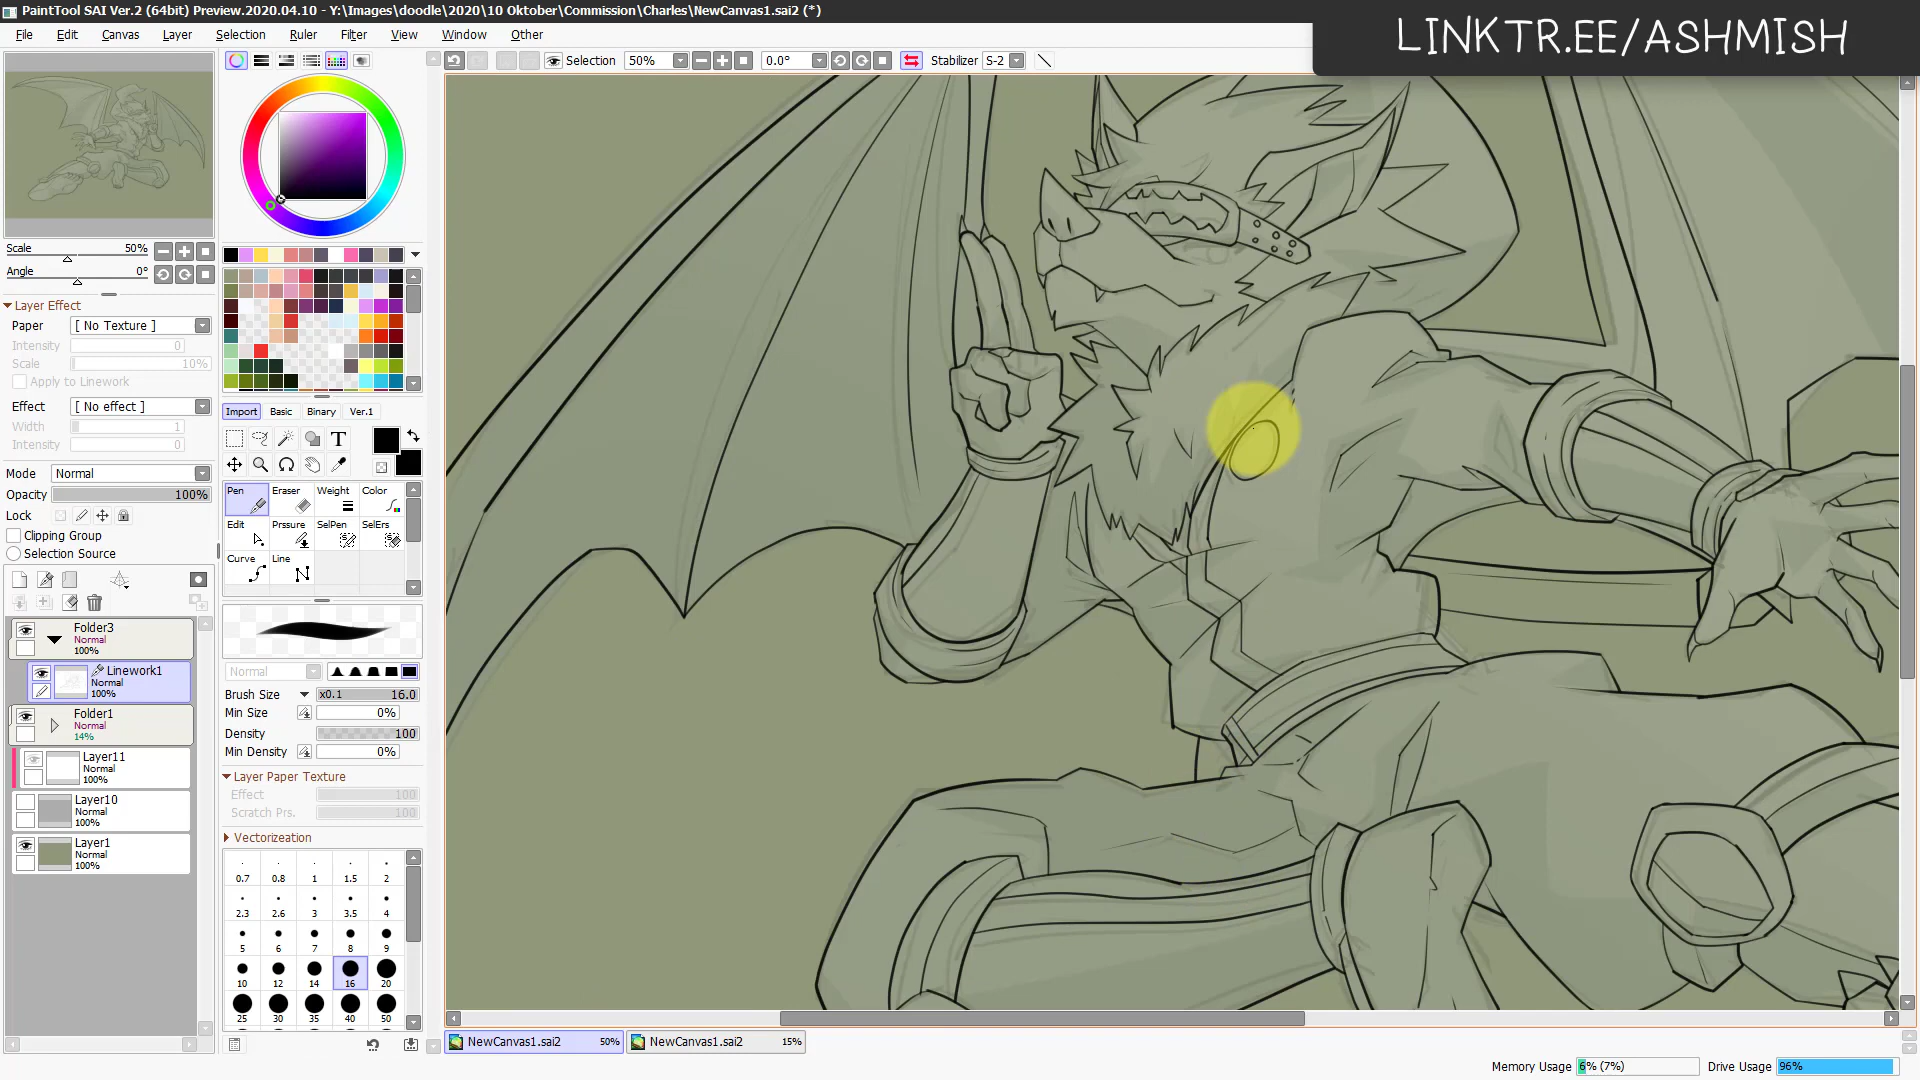 PaintTool SAI Ver.2 (64bit) Preview.2020.04.10 - Y:\Images\doodle\2020\10 Oktober\Commission\Charles\NewCanvas1.sai2 (*)
LINKTR.EE/ASHMISH
File Edit Canvas Layer Selection Ruler Filter View Window Other
Selection 50% 0.0° Stabilizer S-2
Scale 50%
Angle 0°
Layer Effect
Paper [ No Texture ]
Intensity 0
Scale 10%
Apply to Linework
Effect [ No effect ]
Width 1
Intensity 0
Mode Normal
Opacity 100%
Lock
Clipping Group
Selection Source
Folder3
Normal
100%
Linework1
Normal
100%
Folder1
Normal
14%
Layer11
Normal
100%
Layer10
Normal
100%
Layer1
Normal
100%
Import Basic Binary Ver.1
T
Pen Eraser Weight Color
Edit Prssure SelPen SelErs
Curve Line
Normal
Brush Size x0.1 16.0
Min Size 0%
Density 100
Min Density 0%
Layer Paper Texture
Effect 100
Scratch Prs. 100
Vectorization
0.7 0.8 1 1.5 2
2.3 2.6 3 3.5 4
5 6 7 8 9
10 12 14 16 20
25 30 35 40 50
NewCanvas1.sai2 50% NewCanvas1.sai2 15%
Memory Usage 6% (7%) Drive Usage 96%